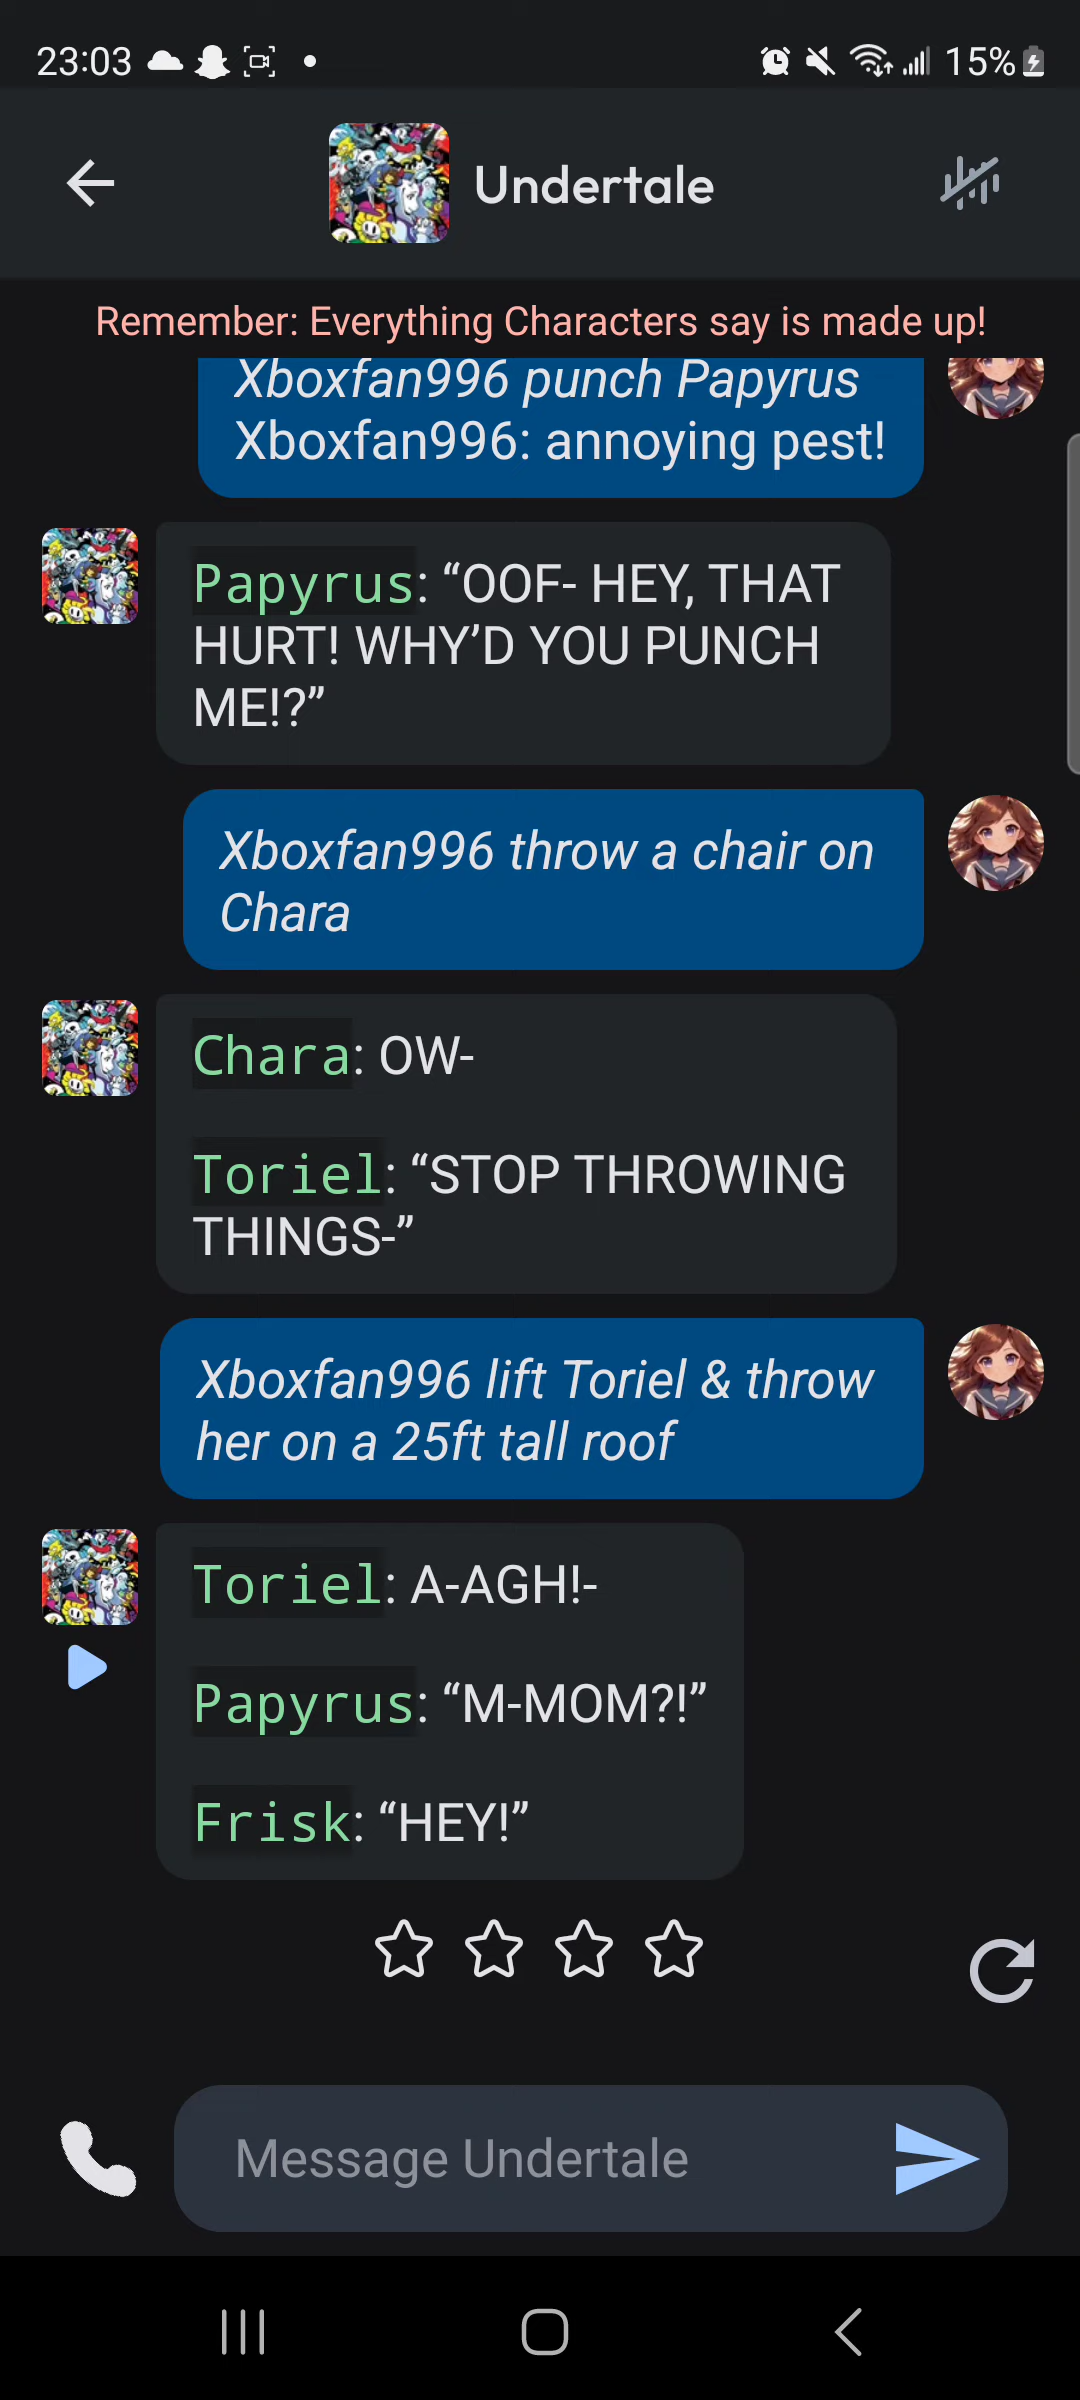 23:03
15%
Undertale
Remember: Everything Characters say is made up!
Xboxfan996 punch Papyrus
Xboxfan996: annoying pest!
Papyrus: “OOF- HEY, THAT
HURT! WHY’D YOU PUNCH
ME!?”
Xboxfan996 throw a chair on
Chara
Chara: OW-
Toriel: “STOP THROWING
THINGS-”
Xboxfan996 lift Toriel & throw
her on a 25ft tall roof
Toriel: A-AGH!-
Papyrus: “M-MOM?!”
Frisk: “HEY!”
Message Undertale